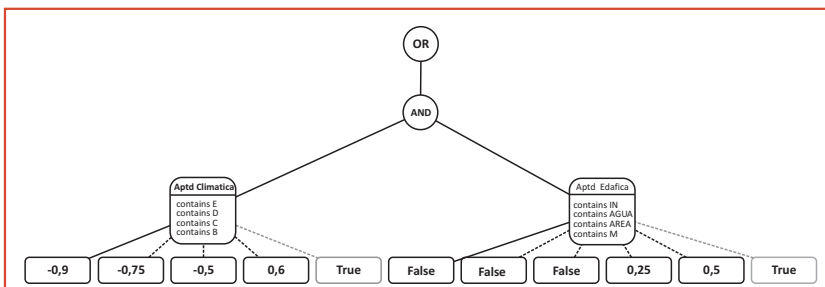 OR
AND
Aptd Climatica
contains E
contains D
contains C
contains B
Aptd Edafica
contains IN
contains AGUA
contains AREA
contains M
-0,9
-0,75
-0,5
0,6
True
False
False
False
0,25
0,5
True